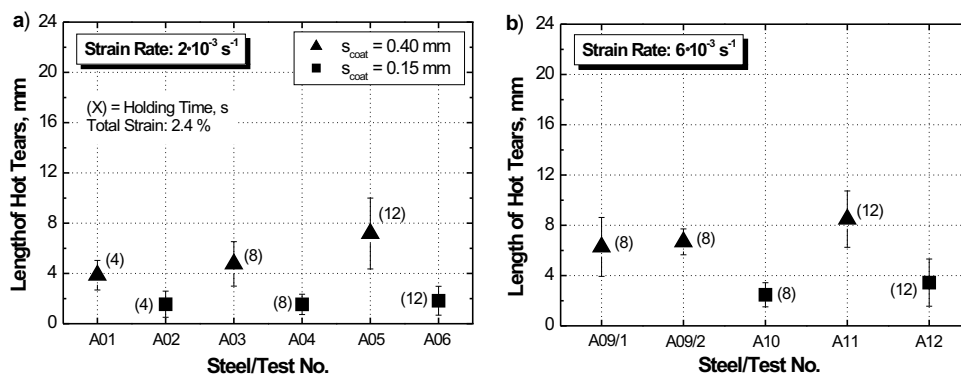 a)
Strain Rate: 2•10⁻³ s⁻¹
s_coat = 0.40 mm
s_coat = 0.15 mm
(X) = Holding Time, s
Total Strain: 2.4 %
Lengthof Hot Tears, mm
24
20
16
12
8
4
0
(4)
(4)
(8)
(8)
(12)
(12)
A01 A02 A03 A04 A05 A06
Steel/Test No.
b)
Strain Rate: 6•10⁻³ s⁻¹
Length of Hot Tears, mm
24
20
16
12
8
4
0
(8)
(8)
(8)
(12)
(12)
A09/1 A09/2 A10 A11 A12
Steel/Test No.